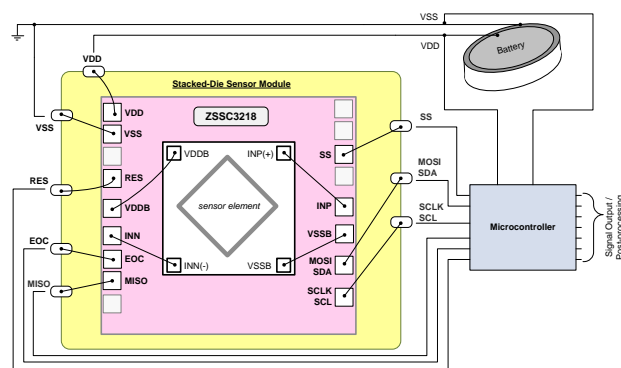 VSS
VDD
Battery
VDD
Stacked-Die Sensor Module
ZSSC3218
VSS
VDD
VSS
RES
RES
VDDB
INN
EOC
EOC
MISO
MISO
VDDB
INP(+)
sensor element
INN(-)
VSSB
SS
INP
VSSB
MOSI
SDA
SCLK
SCL
SS
MOSI
SDA
SCLK
SCL
Microcontroller
Signal Output /
Post-processing